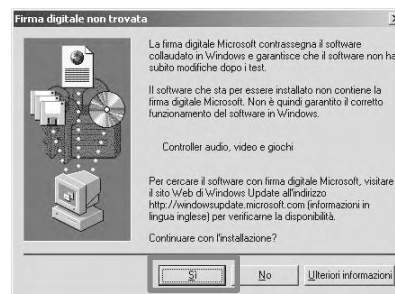 Firma digitale non trovata
La firma digitale Microsoft contrassegna il software
collaudato in Windows e garantisce che il software non ha
subito modifiche dopo i test.
Il software che sta per essere installato non contiene la
firma digitale Microsoft. Non è quindi garantito il corretto
funzionamento del software in Windows.
Controller audio, video e giochi
Per cercare il software con firma digitale Microsoft, visitare
il sito Web di Windows Update all'indirizzo
http://windowsupdate.microsoft.com (informazioni in
lingua inglese) per verificarne la disponibilità.
Continuare con l'installazione?
Sì No Ulteriori informazioni